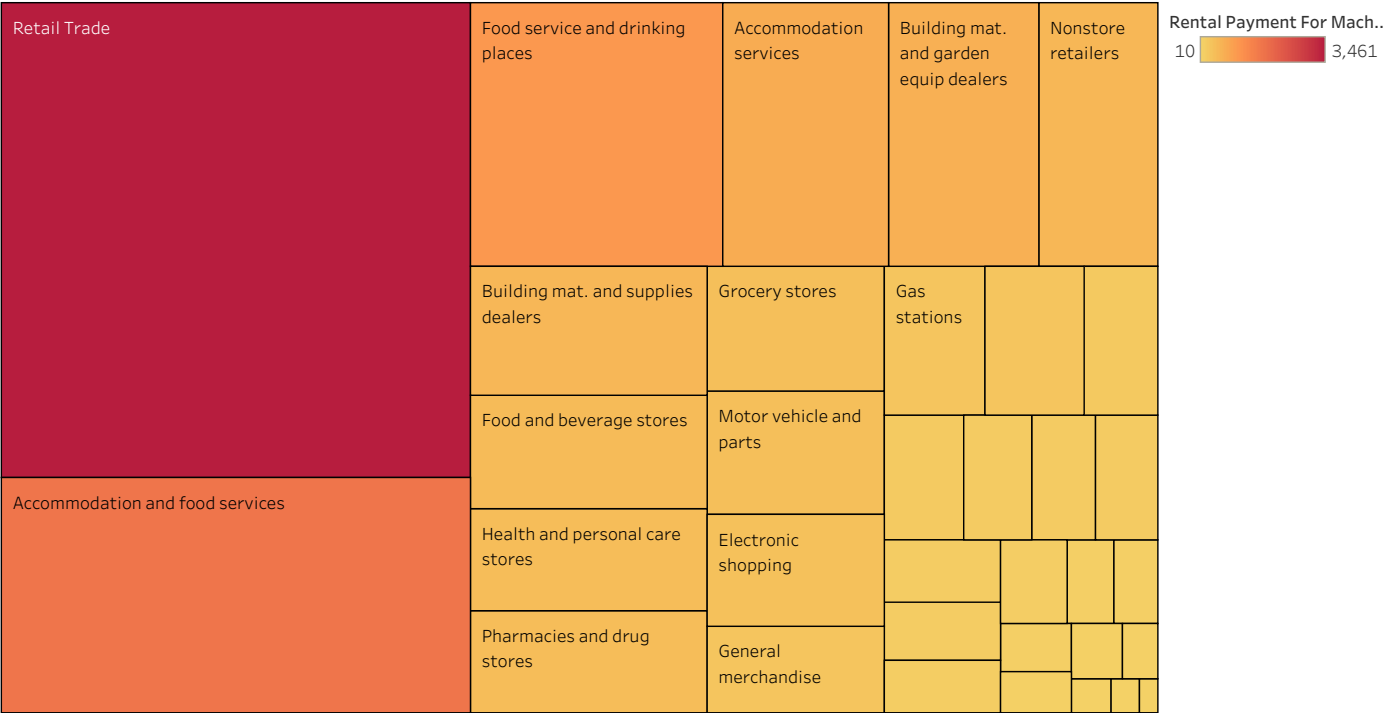 Retail Trade
Accommodation and food services
Food service and drinking
places
Accommodation
services
Building mat.
and garden
equip dealers
Nonstore
retailers
Building mat. and supplies
dealers
Food and beverage stores
Health and personal care
stores
Pharmacies and drug
stores
Grocery stores
Motor vehicle and
parts
Electronic
shopping
General
merchandise
Gas
stations
Rental Payment For Mach..
10 3,461